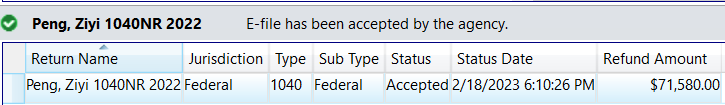 Peng, Ziyi 1040NR 2022 E-file has been accepted by the agency.
Return Name Jurisdiction Type Sub Type Status Status Date Refund Amount
Peng, Ziyi 1040NR 2022 Federal 1040 Federal Accepted 2/18/2023 6:10:26 PM $71,580.00